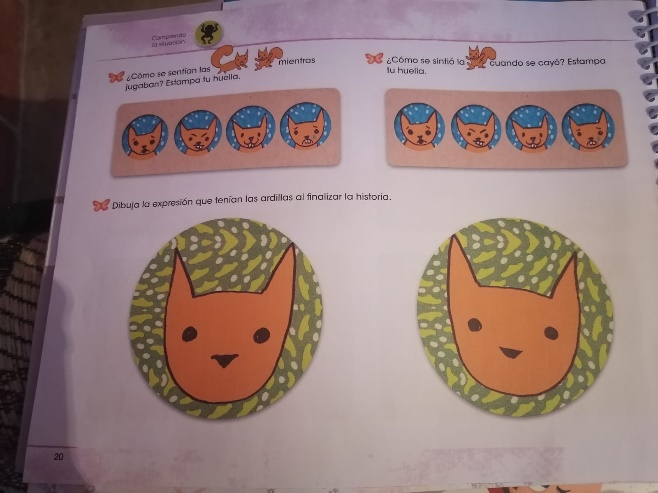 Comprendo
la situación
¿Cómo se sentían las mientras
jugaban? Estampa tu huella.
¿Cómo se sintió la cuando se cayó? Estampa
tu huella.
Dibuja la expresión que tenían las ardillas al finalizar la historia.
20